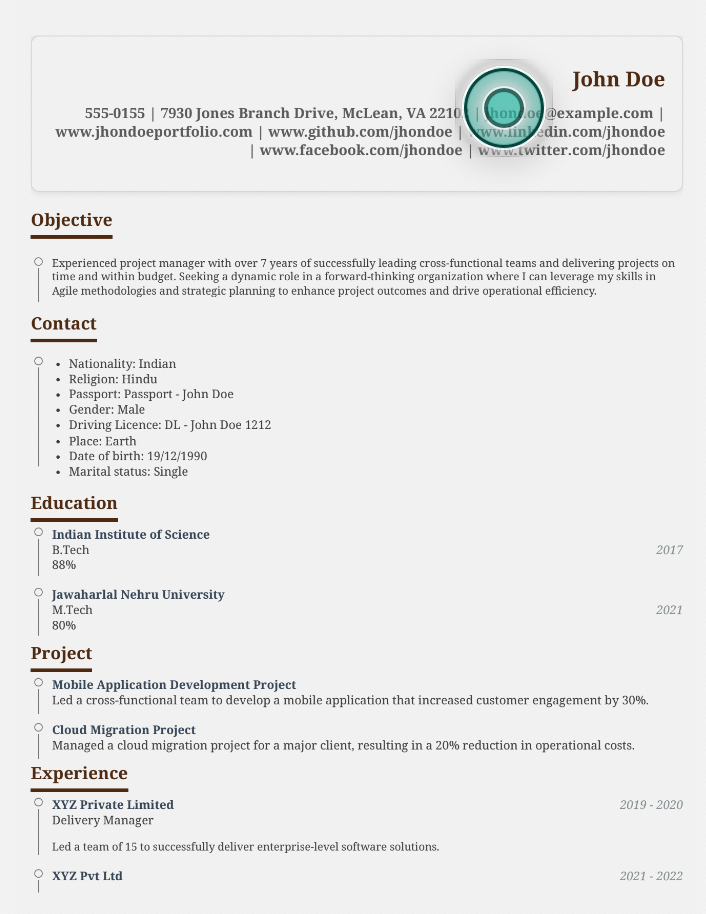 John Doe
555-0155 | 7930 Jones Branch Drive, McLean, VA 2210 | @example.com |
www.jhondoeportfolio.com | www.github.com/jhondoe | www.linkedin.com/jhondoe
| www.facebook.com/jhondoe | www.twitter.com/jhondoe
Objective
Experienced project manager with over 7 years of successfully leading cross-functional teams and delivering projects on
time and within budget. Seeking a dynamic role in a forward-thinking organization where I can leverage my skills in
Agile methodologies and strategic planning to enhance project outcomes and drive operational efficiency.
Contact
• Nationality: Indian
• Religion: Hindu
• Passport: Passport - John Doe
• Gender: Male
• Driving Licence: DL - John Doe 1212
• Place: Earth
• Date of birth: 19/12/1990
• Marital status: Single
Education
Indian Institute of Science
B.Tech 2017
88%
Jawaharlal Nehru University
M.Tech 2021
80%
Project
Mobile Application Development Project
Led a cross-functional team to develop a mobile application that increased customer engagement by 30%.
Cloud Migration Project
Managed a cloud migration project for a major client, resulting in a 20% reduction in operational costs.
Experience
XYZ Private Limited 2019 - 2020
Delivery Manager
Led a team of 15 to successfully deliver enterprise-level software solutions.
XYZ Pvt Ltd 2021 - 2022